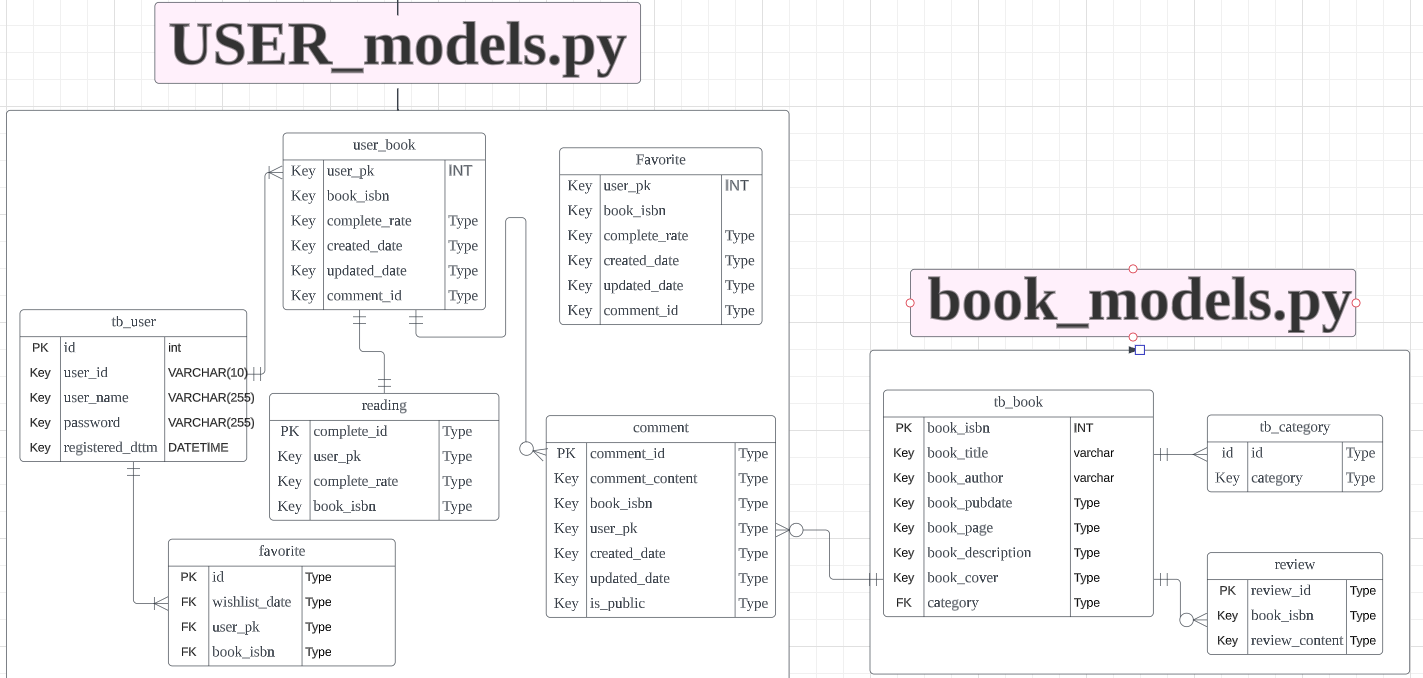 USER_models.py
user_book
Key user_pk INT
Key book_isbn
Key complete_rate Type
Key created_date Type
Key updated_date Type
Key comment_id Type
Favorite
Key user_pk INT
Key book_isbn
Key complete_rate Type
Key created_date Type
Key updated_date Type
Key comment_id Type
tb_user
PK id int
Key user_id VARCHAR(10)
Key user_name VARCHAR(255)
Key password VARCHAR(255)
Key registered_dttm DATETIME
reading
PK complete_id Type
Key user_pk Type
Key complete_rate Type
Key book_isbn Type
comment
PK comment_id Type
Key comment_content Type
Key book_isbn Type
Key user_pk Type
Key created_date Type
Key updated_date Type
Key is_public Type
favorite
PK id Type
FK wishlist_date Type
FK user_pk Type
FK book_isbn Type
book_models.py
tb_book
PK book_isbn INT
Key book_title varchar
Key book_author varchar
Key book_pubdate Type
Key book_page Type
Key book_description Type
Key book_cover Type
FK category Type
tb_category
id id Type
Key category Type
review
PK review_id Type
Key book_isbn Type
Key review_content Type